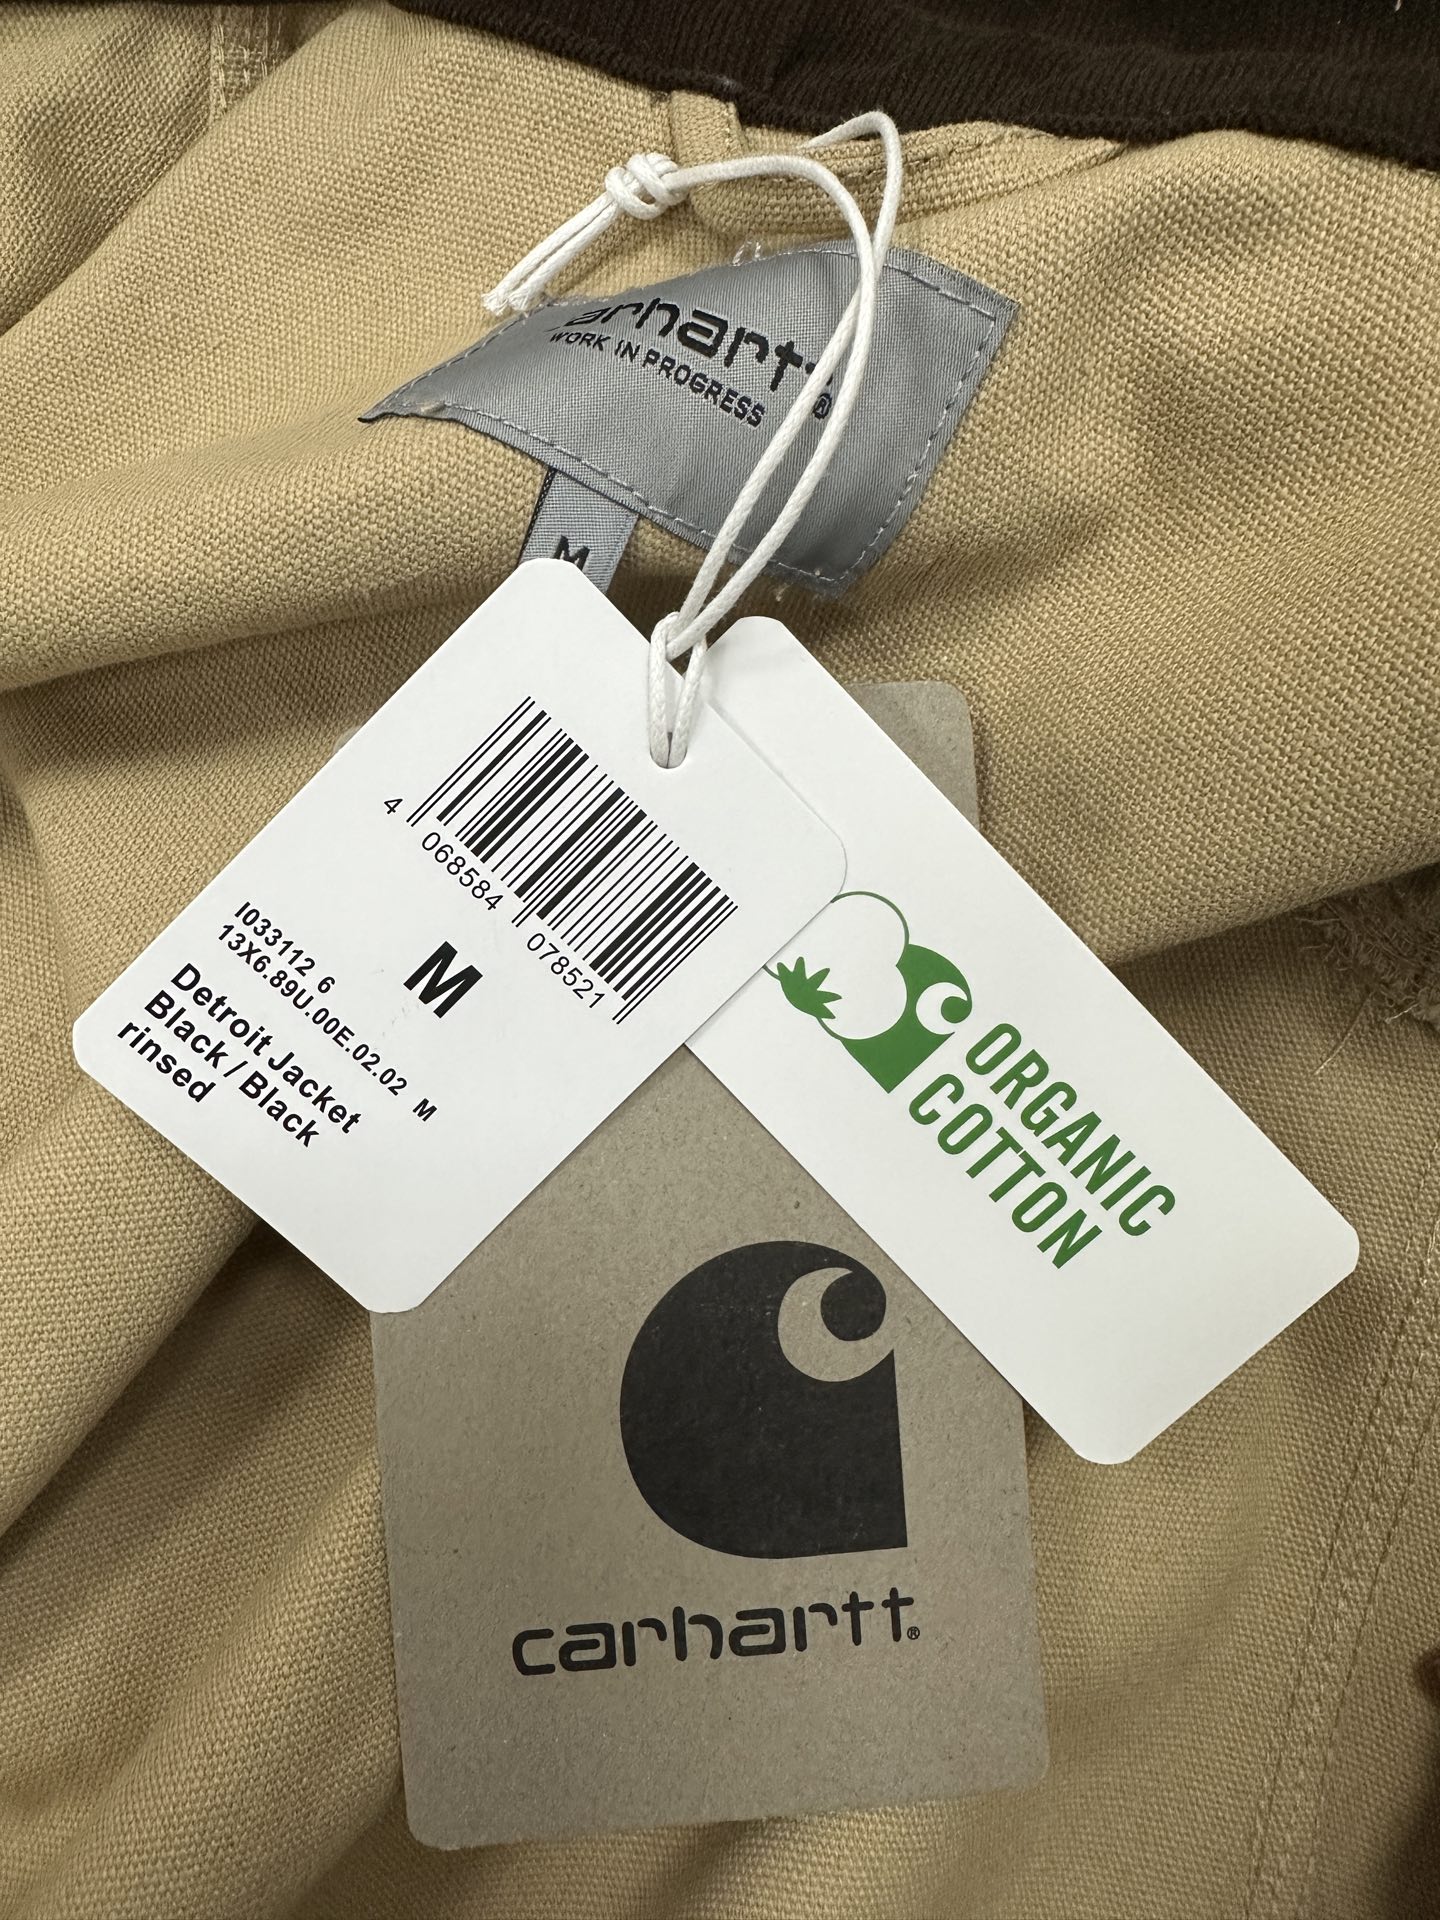 carhartt®
WORK IN PROGRESS
M
4 068584 078521
M
I033112 6
13X6.89U.00E.02.02 M
Detroit Jacket
Black / Black
rinsed
ORGANIC
COTTON
carhartt®